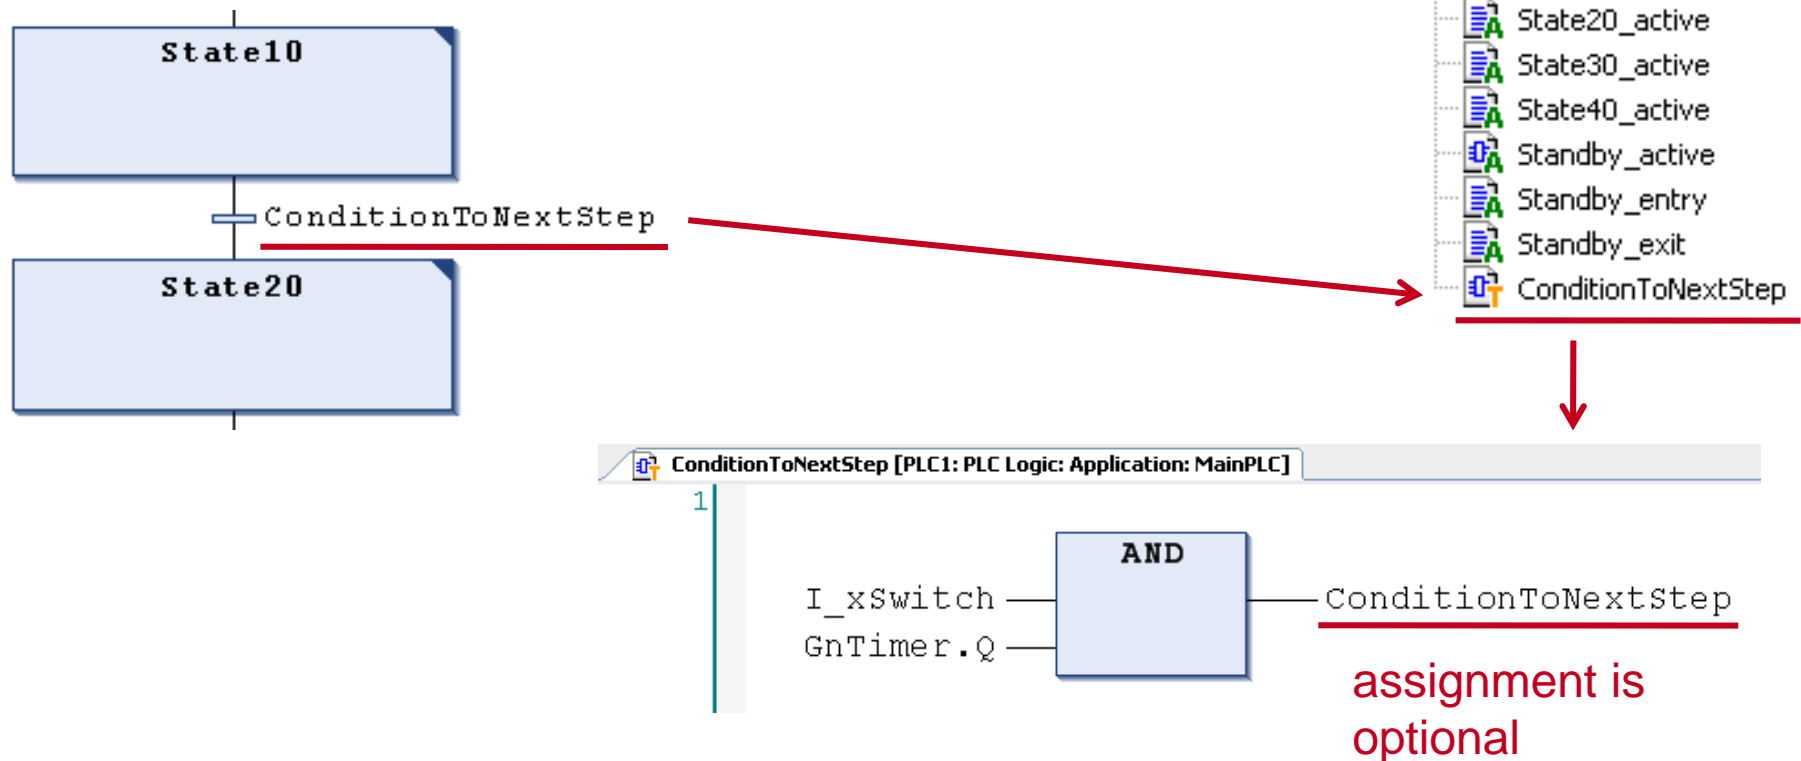 State10
ConditionToNextStep
State20
State20_active
State30_active
State40_active
Standby_active
Standby_entry
Standby_exit
ConditionToNextStep
ConditionToNextStep [PLC1: PLC Logic: Application: MainPLC]
1
AND
I_xSwitch
ConditionToNextStep
GnTimer.Q
assignment is
optional